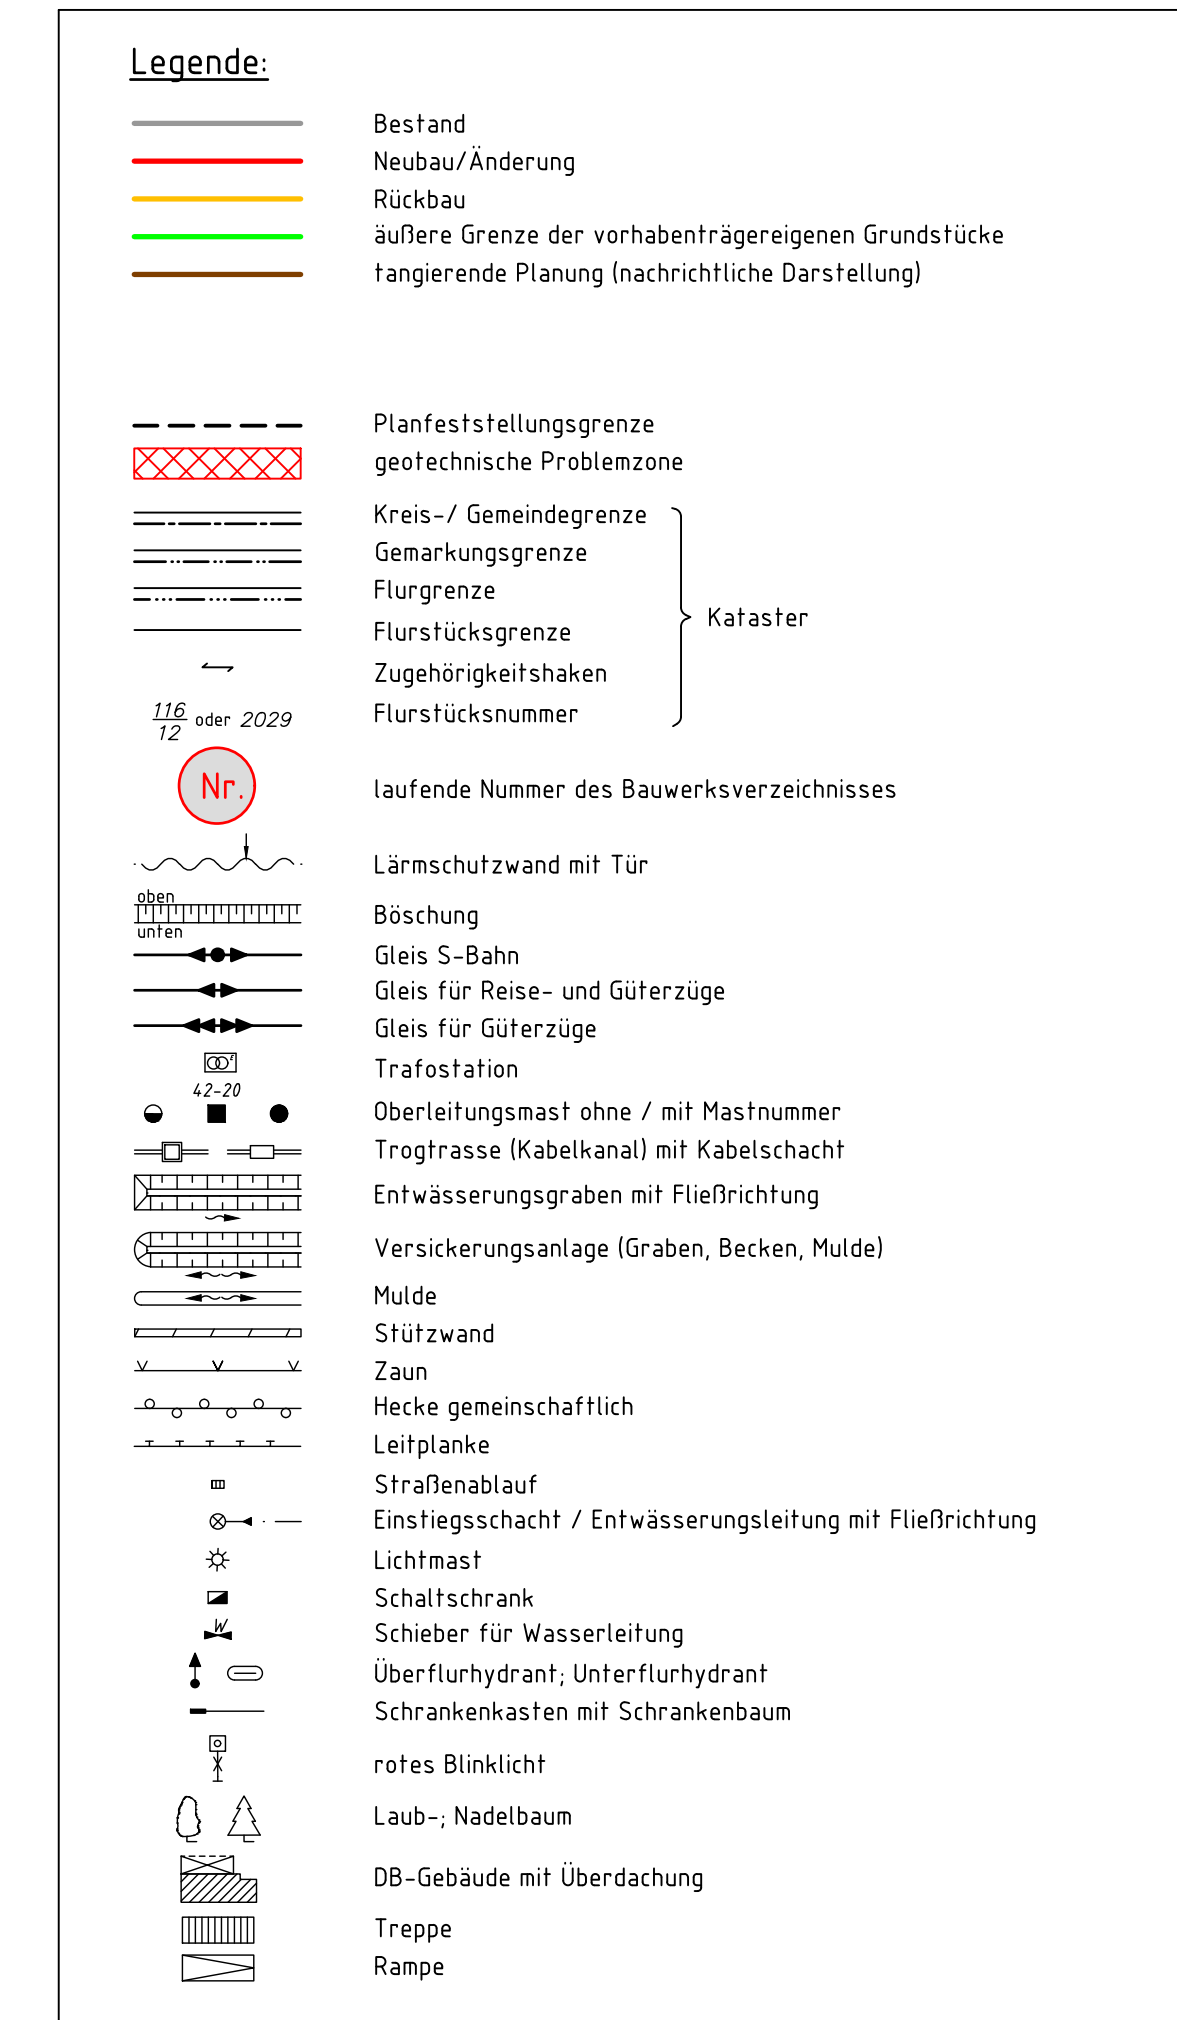 Legende:
Bestand
Neubau/Änderung
Rückbau
äußere Grenze der vorhabenträgereigenen Grundstücke
tangierende Planung (nachrichtliche Darstellung)
Planfeststellungsgrenze
geotechnische Problemzone
Kreis-/ Gemeindegrenze
Gemarkungsgrenze
Flurgrenze
Kataster
Flurstücksgrenze
Zugehörigkeitshaken
116
12 oder 2029 Flurstücksnummer
Nr. laufende Nummer des Bauwerksverzeichnisses
Lärmschutzwand mit Tür
oben
Böschung
unten
Gleis S-Bahn
Gleis für Reise- und Güterzüge
Gleis für Güterzüge
E
Trafostation
42-20
Oberleitungsmast ohne / mit Mastnummer
Trogtrasse (Kabelkanal) mit Kabelschacht
Entwässerungsgraben mit Fließrichtung
Versickerungsanlage (Graben, Becken, Mulde)
Mulde
Stützwand
Zaun
Hecke gemeinschaftlich
Leitplanke
Straßenablauf
Einstiegsschacht / Entwässerungsleitung mit Fließrichtung
Lichtmast
Schaltschrank
W
Schieber für Wasserleitung
Überflurhydrant; Unterflurhydrant
Schrankenkasten mit Schrankenbaum
rotes Blinklicht
Laub-; Nadelbaum
DB-Gebäude mit Überdachung
Treppe
Rampe